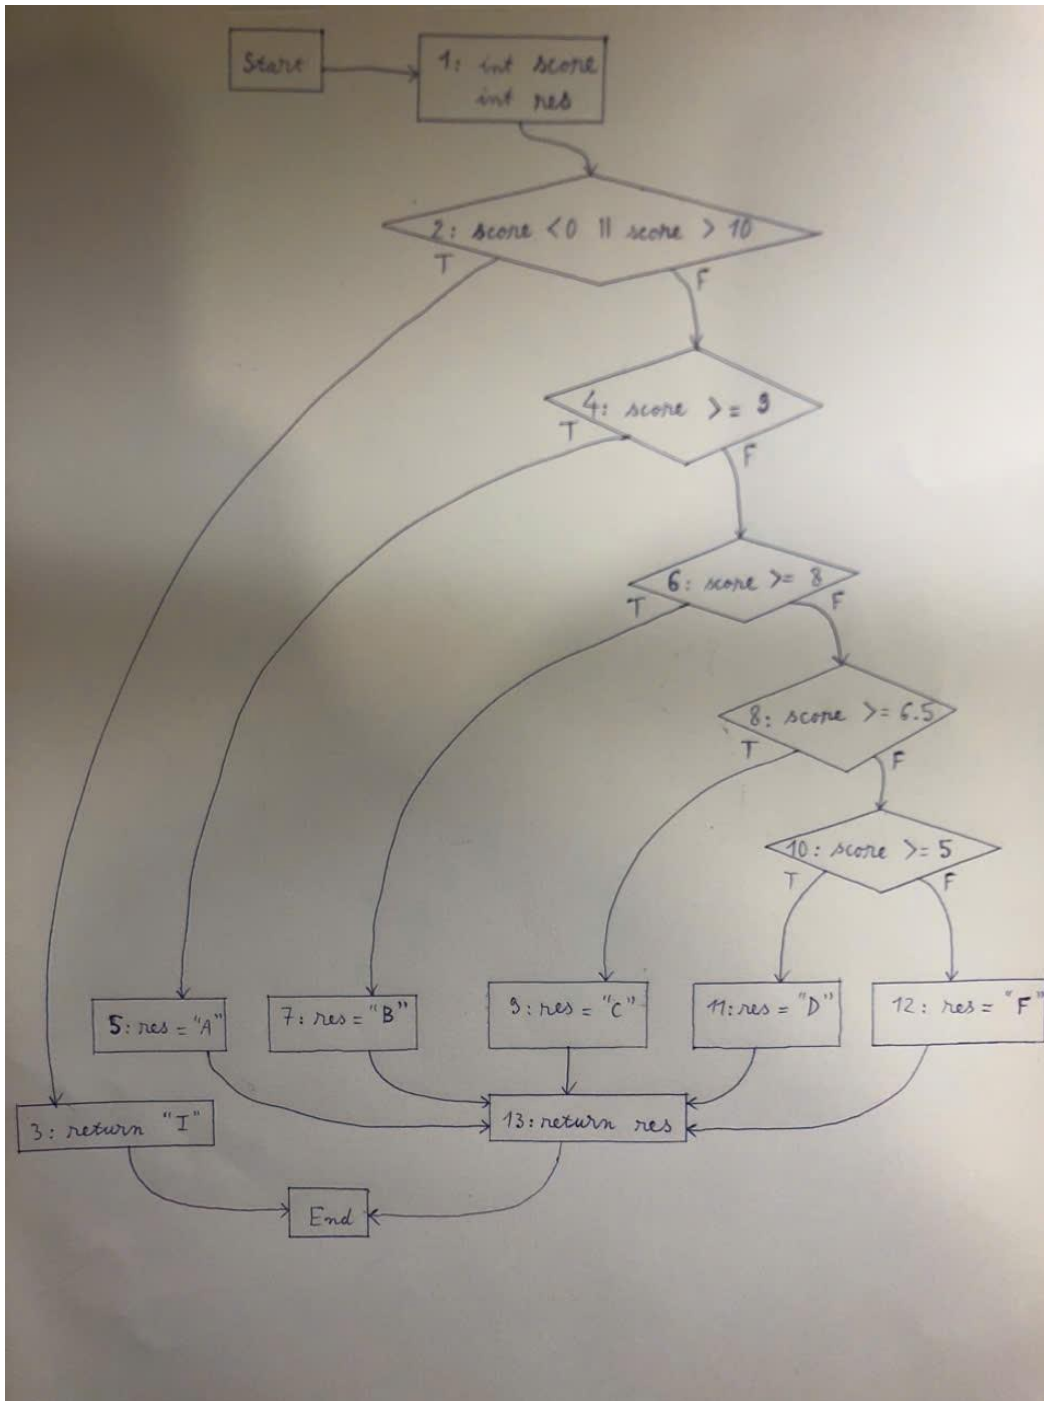 Start
1: int score
int res
2: score <0 || score > 10
T
F
4: score >= 9
T
F
6: score >= 8
T
F
8: score >= 6.5
T
F
10: score >= 5
T
F
5: res = "A"
7: res = "B"
9: res = "C"
11: res = "D"
12: res = "F"
3: return "I"
13: return res
End